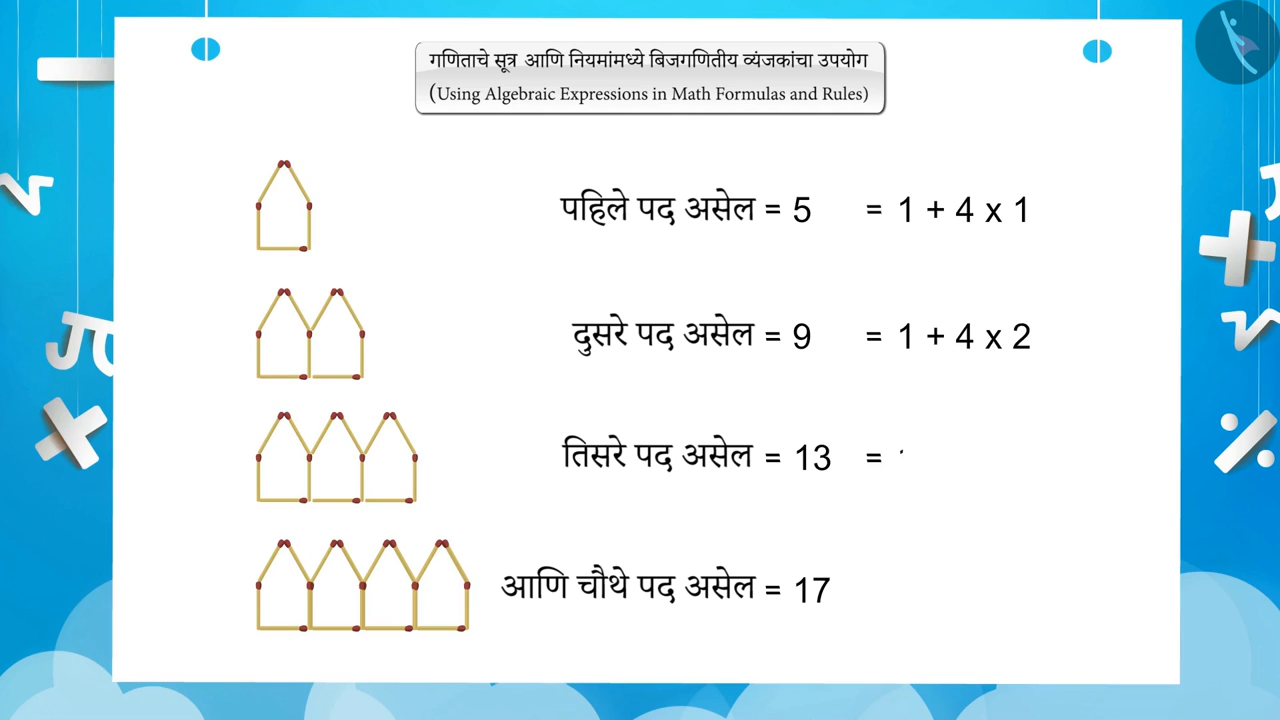 गणिताचे सूत्र आणि नियमांमध्ये बिजगणितीय व्यंजकांचा उपयोग
(Using Algebraic Expressions in Math Formulas and Rules)
पहिले पद असेल = 5 = 1 + 4 x 1
दुसरे पद असेल = 9 = 1 + 4 x 2
तिसरे पद असेल = 13 =
आणि चौथे पद असेल = 17